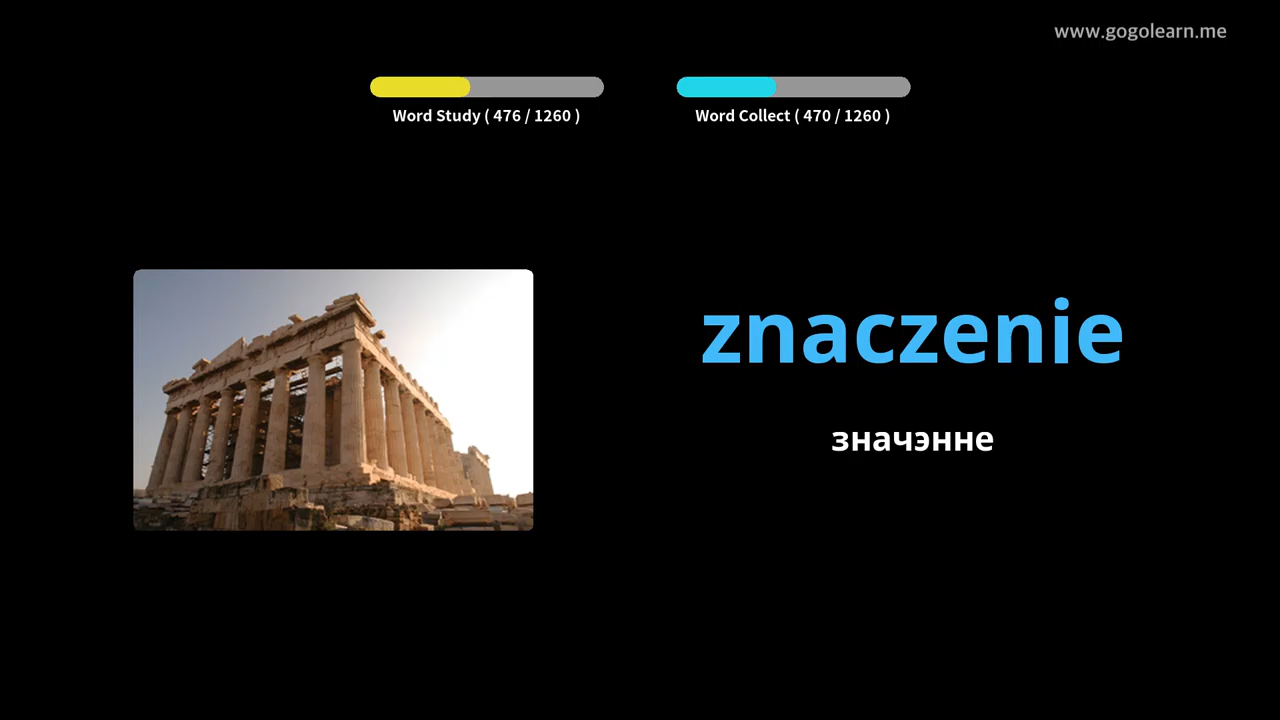 www.gogolearn.me
Word Study ( 476 / 1260 )
Word Collect ( 470 / 1260 )
znaczenie
значэнне